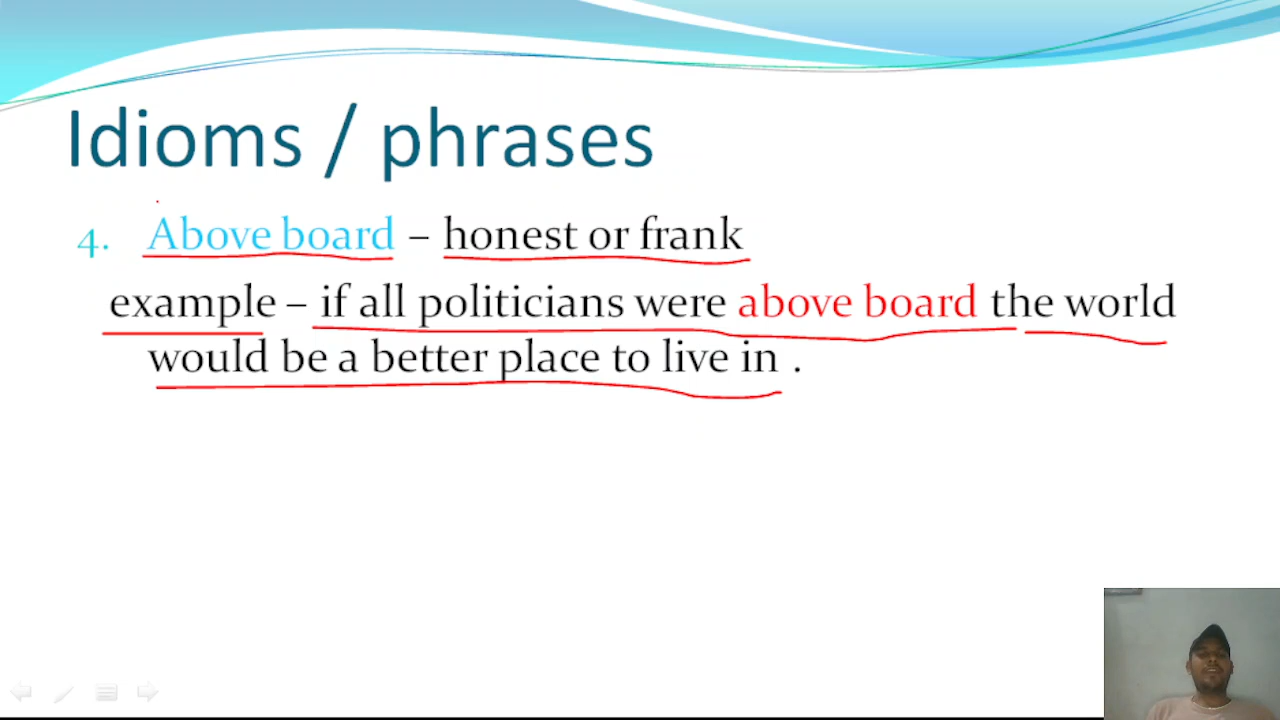 Idioms / phrases
4. Above board – honest or frank
example – if all politicians were above board the world
would be a better place to live in .